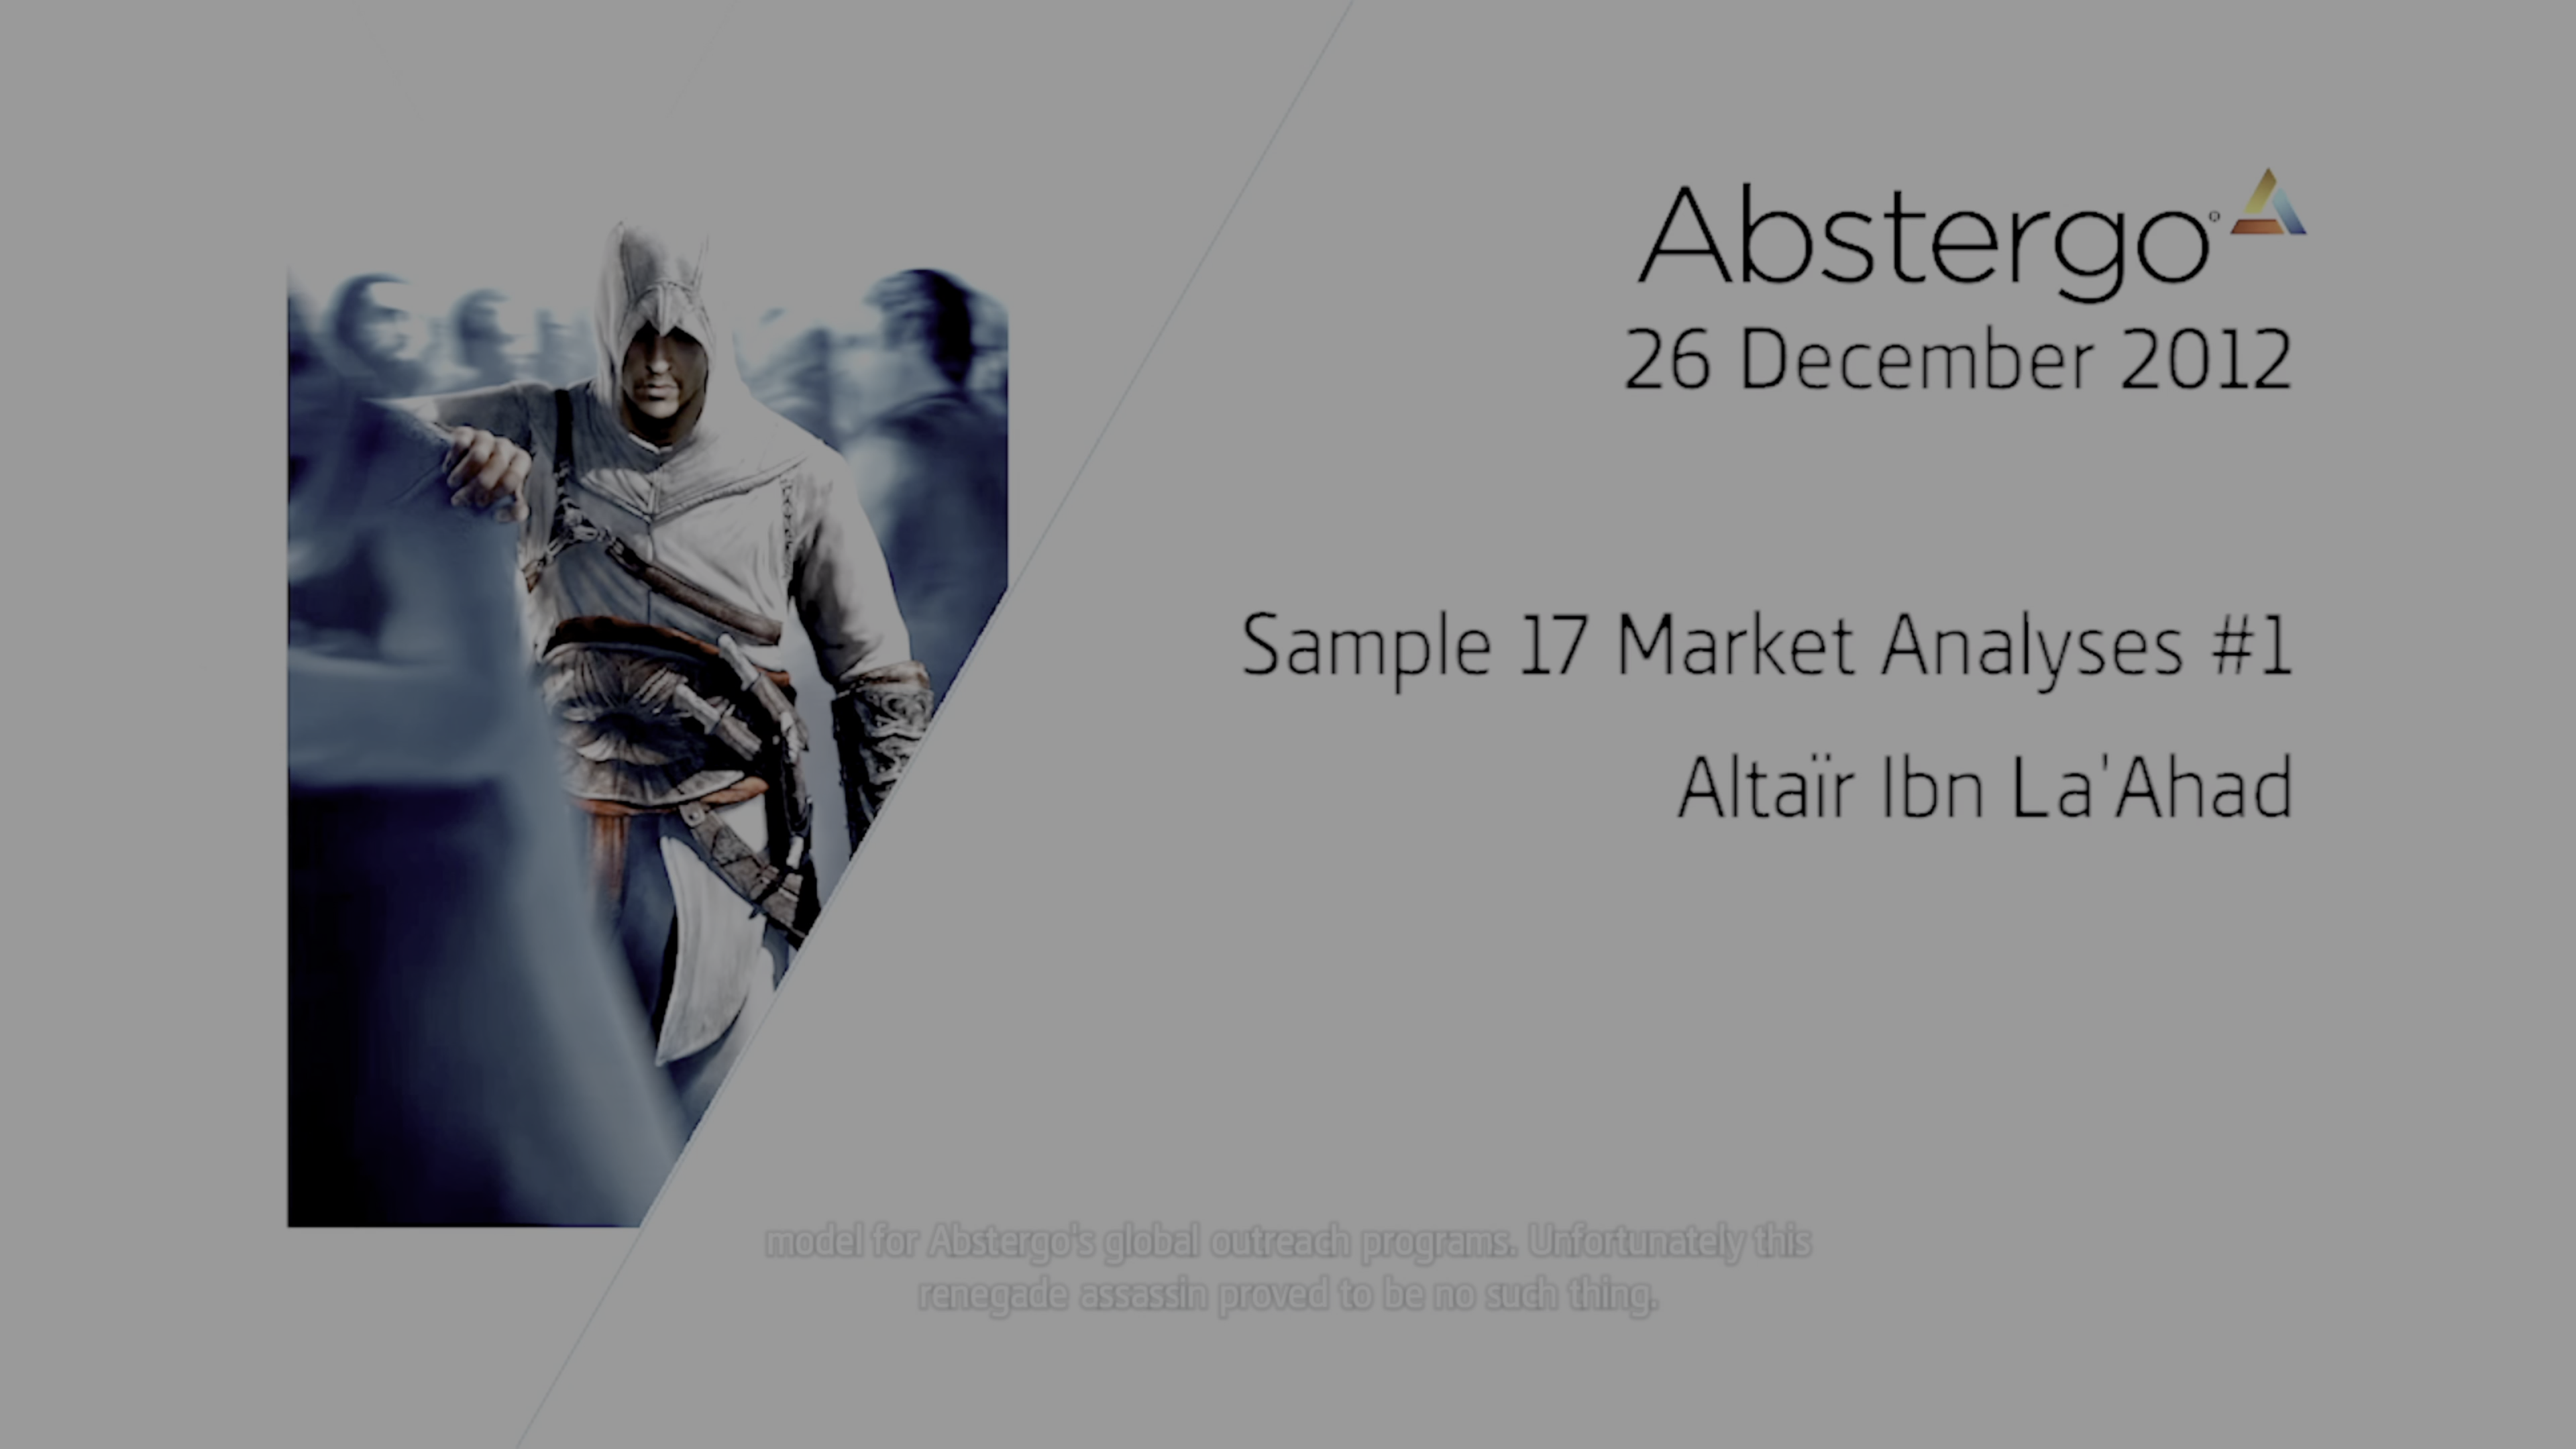 Abstergo®
26 December 2012
Sample 17 Market Analyses #1
Altaïr Ibn La'Ahad
model for Abstergo's global outreach programs. Unfortunately this
renegade assassin proved to be no such thing.